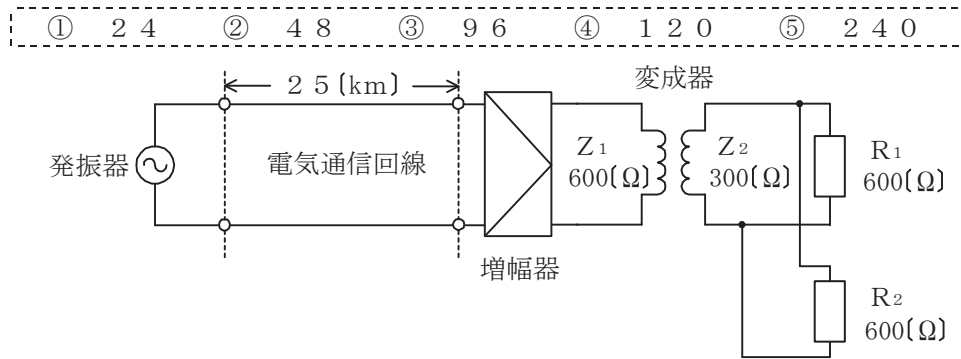 ① 24 ② 48 ③ 96 ④ 120 ⑤ 240
25〔km〕
変成器
発振器
電気通信回線
Z1
600〔Ω〕
Z2
300〔Ω〕
R1
600〔Ω〕
増幅器
R2
600〔Ω〕